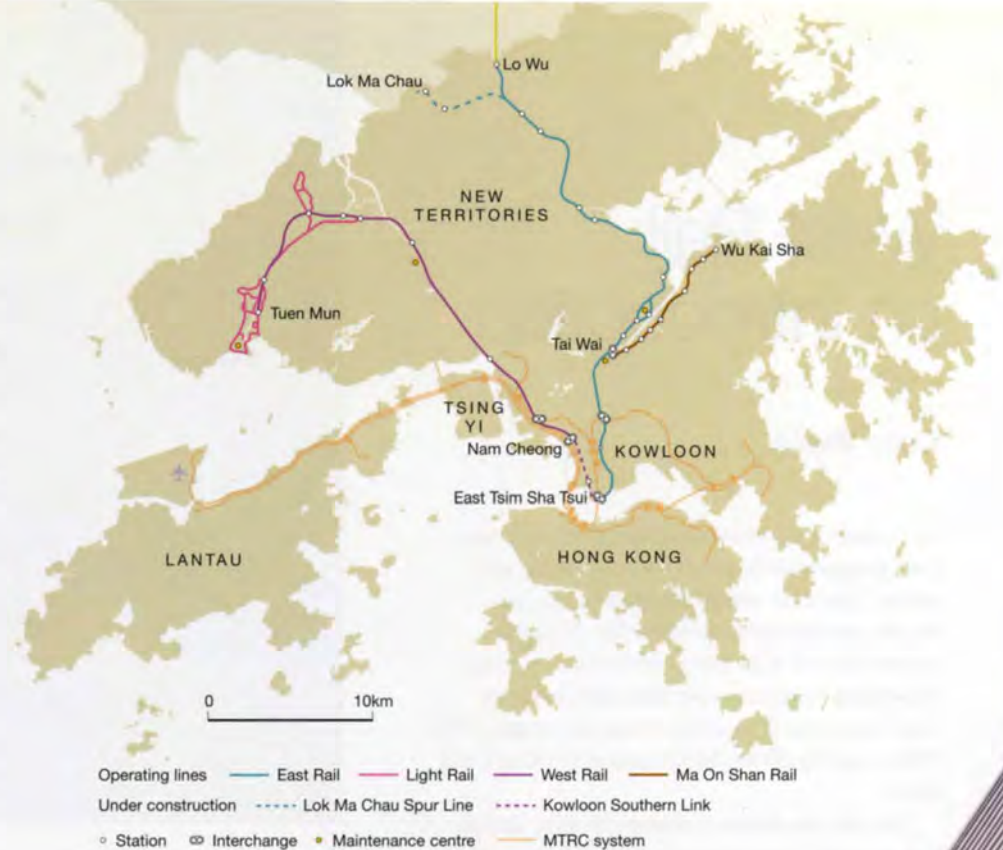 Lo Wu
Lok Ma Chau
NEW
TERRITORIES
Wu Kai Sha
Tuen Mun
Tai Wai
TSING
YI
Nam Cheong
KOWLOON
East Tsim Sha Tsui
LANTAU
HONG KONG
0 10km
Operating lines East Rail Light Rail West Rail Ma On Shan Rail
Under construction Lok Ma Chau Spur Line Kowloon Southern Link
Station Interchange Maintenance centre MTRC system